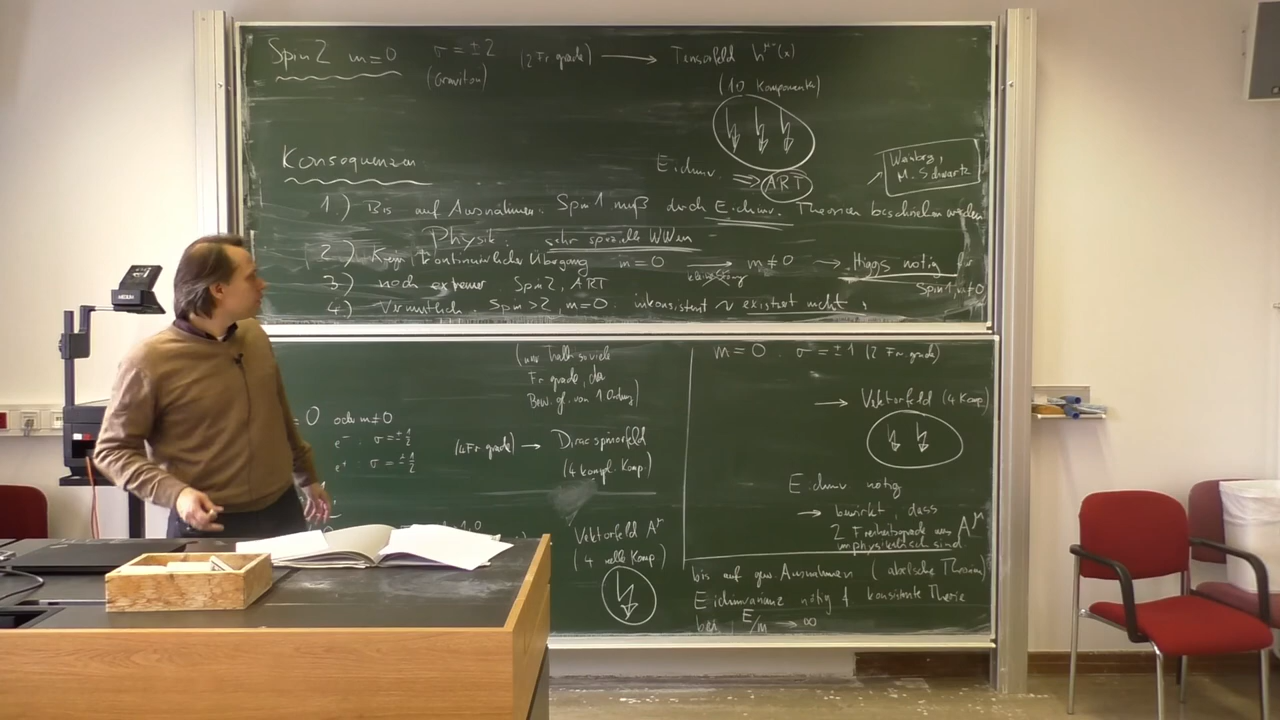 Spin 2 m=0 σ = ±2 (2 Fr grade) → Tensorfeld h^μν(x)
(Graviton) (10 Komponenten)
Eichinv. ⇒ ART
Weinberg,
M. Schwartz
Konsequenzen
1.) Bis auf Ausnahmen: Spin 1 muß durch Eichinv. Theorien beschrieben werden
Physik: sehr spezielle WWen
2.) Kein kontinuierlicher Übergang m=0 → m≠0 → Higgs nötig für
kleine Störung Spin 1, m≠0
3.) noch extremer Spin 2, ART
4.) Vermutlich: Spin > 2, m=0: inkonsistent ~ existiert nicht
(nur halb soviele
Fr grade, da
Bew. gl. von 1. Ordnung)
=0 oder m≠0
e⁻ : σ = ±½
e⁺ : σ = ±½
(4 Fr grade) → Diracspinorfeld
(4 kompl. Komp.)
Vektorfeld A^μ
(4 reelle Komp)
m=0 : σ = ±1 (2 Fr grade)
→ Vektorfeld (4 Komp)
Eichinv nötig
→ bewirkt, dass
2 Freiheitsgrade von A^μ
unphysikalisch sind
bis auf gew. Ausnahmen (abelsche Theorien)
Eichinvarianz nötig f konsistente Theorie
bei E/m → ∞